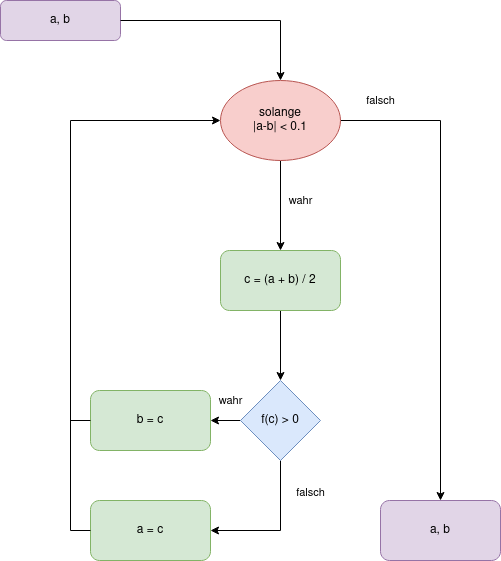 a, b
falsch
solange
|a-b| < 0.1
wahr
c = (a + b) / 2
wahr
b = c
f(c) > 0
falsch
a = c
a, b